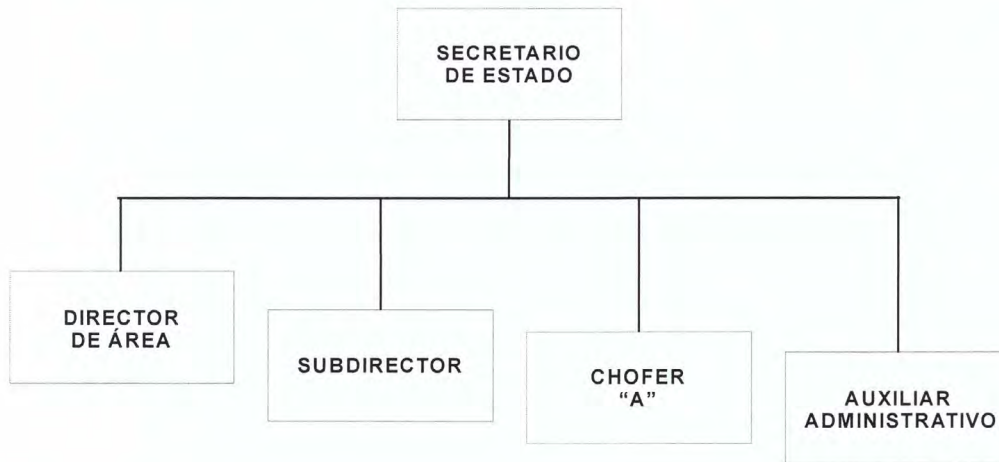 SECRETARIO
DE ESTADO
DIRECTOR
DE ÁREA
SUBDIRECTOR
CHOFER
“A”
AUXILIAR
ADMINISTRATIVO